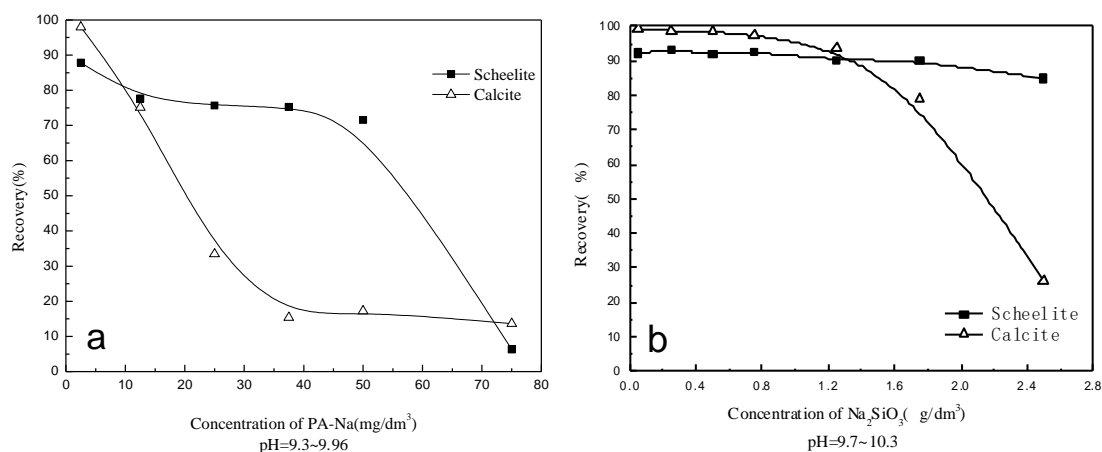 100
90
80
70
60
50
40
30
20
10
0
Recovery(%)
Scheelite
Calcite
a
0 10 20 30 40 50 60 70 80
Concentration of PA-Na(mg/dm³)
pH=9.3~9.96
100
90
80
70
60
50
40
30
20
10
0
Recovery( %)
Scheelite
Calcite
b
0.0 0.4 0.8 1.2 1.6 2.0 2.4 2.8
Concentration of Na₂SiO₃( g/dm³)
pH=9.7~10.3